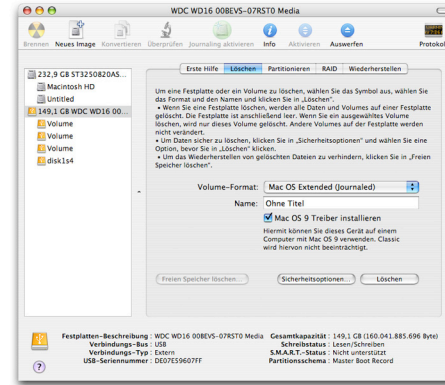 WDC WD16 00BEVS-07RST0 Media
Brennen Neues Image Konvertieren Überprüfen Journaling aktivieren Info Aktivieren Auswerfen Protokol
232,9 GB ST3250820AS...
Macintosh HD
Untitled
149,1 GB WDC WD16 00...
Volume
Volume
Volume
disk1s4
Erste Hilfe Löschen Partitionieren RAID Wiederherstellen
Um eine Festplatte oder ein Volume zu löschen, wählen Sie das Symbol aus, wählen Sie
das Format und den Namen und klicken Sie in „Löschen".
• Wenn Sie eine Festplatte löschen, werden alle Daten und Volumes auf einer Festplatte
gelöscht. Die Festplatte ist anschließend leer. Wenn Sie ein ausgewähltes Volume
löschen, wird nur dieses Volume gelöscht. Andere Volumes auf der Festplatte werden
nicht verändert.
• Um Daten sicher zu löschen, klicken Sie in „Sicherheitsoptionen" und wählen Sie eine
Option, bevor Sie in „Löschen" klicken.
• Um das Wiederherstellen von gelöschten Dateien zu verhindern, klicken Sie in „Freien
Speicher löschen".
Volume-Format: Mac OS Extended (Journaled)
Name: Ohne Titel
Mac OS 9 Treiber installieren
Hiermit können Sie dieses Gerät auf einem
Computer mit Mac OS 9 verwenden. Classic
wird hiervon nicht beeinträchtigt.
Freien Speicher löschen... Sicherheitsoptionen... Löschen
Festplatten-Beschreibung : WDC WD16 00BEVS-07RST0 Media Gesamtkapazität : 149,1 GB (160.041.885.696 Byte)
Verbindungs-Bus : USB Schreibstatus : Lesen/Schreiben
Verbindungs-Typ : Extern S.M.A.R.T.-Status : Nicht unterstützt
USB-Seriennummer : DE07E59607FF Partitionsschema : Master Boot Record
?